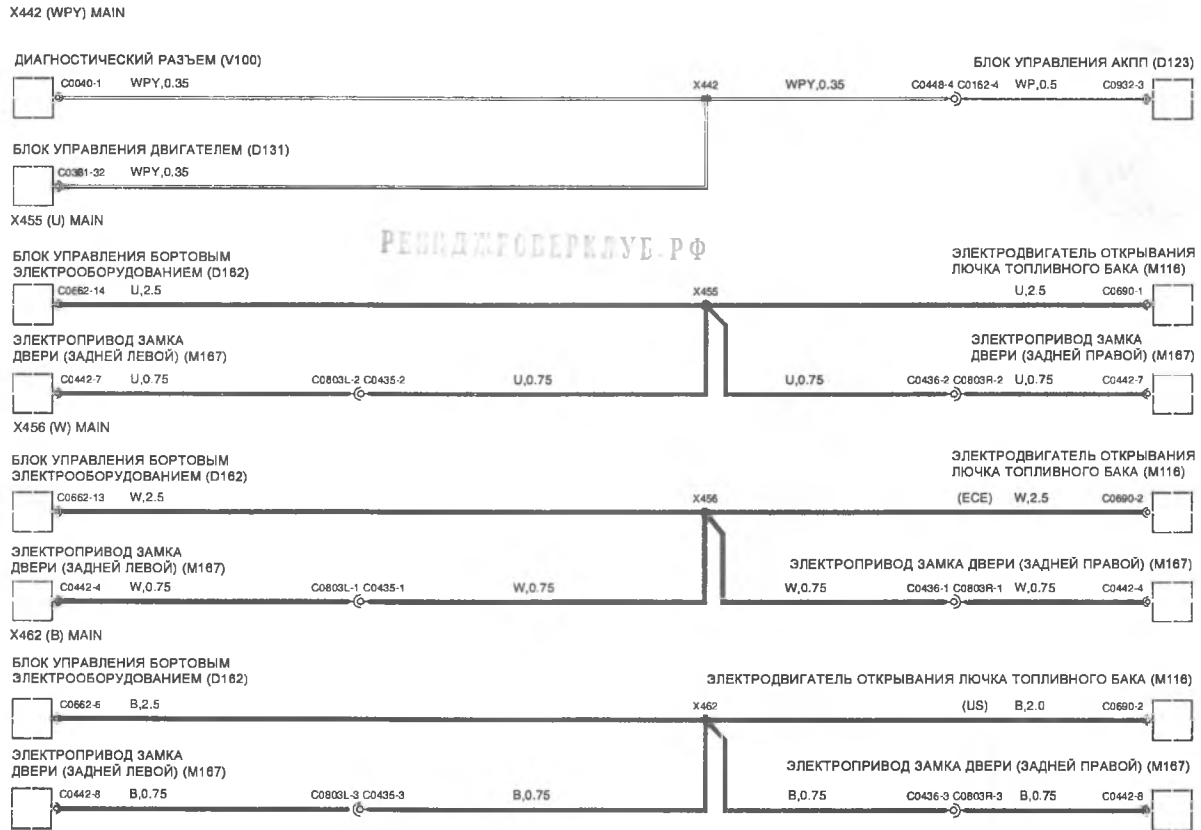 X442 (WPY) MAIN
ДИАГНОСТИЧЕСКИЙ РАЗЪЕМ (V100)
БЛОК УПРАВЛЕНИЯ АКПП (D123)
C0040-1 WPY,0.35 X442 WPY,0.35 C0448-4 C0162-4 WP,0.5 C0932-3
БЛОК УПРАВЛЕНИЯ ДВИГАТЕЛЕМ (D131)
C0381-32 WPY,0.35
X455 (U) MAIN
БЛОК УПРАВЛЕНИЯ БОРТОВЫМ
ЭЛЕКТРООБОРУДОВАНИЕМ (D162)
ЭЛЕКТРОДВИГАТЕЛЬ ОТКРЫВАНИЯ
ЛЮЧКА ТОПЛИВНОГО БАКА (M116)
C0662-14 U,2.5 X455 U,2.5 C0690-1
ЭЛЕКТРОПРИВОД ЗАМКА
ДВЕРИ (ЗАДНЕЙ ЛЕВОЙ) (M167)
ЭЛЕКТРОПРИВОД ЗАМКА
ДВЕРИ (ЗАДНЕЙ ПРАВОЙ) (M167)
C0442-7 U,0.75 C0803L-2 C0435-2 U,0.75 U,0.75 C0436-2 C0803R-2 U,0.75 C0442-7
X456 (W) MAIN
БЛОК УПРАВЛЕНИЯ БОРТОВЫМ
ЭЛЕКТРООБОРУДОВАНИЕМ (D162)
ЭЛЕКТРОДВИГАТЕЛЬ ОТКРЫВАНИЯ
ЛЮЧКА ТОПЛИВНОГО БАКА (M116)
C0662-13 W,2.5 X456 (ECE) W,2.5 C0690-2
ЭЛЕКТРОПРИВОД ЗАМКА
ДВЕРИ (ЗАДНЕЙ ЛЕВОЙ) (M167)
ЭЛЕКТРОПРИВОД ЗАМКА ДВЕРИ (ЗАДНЕЙ ПРАВОЙ) (M167)
C0442-4 W,0.75 C0803L-1 C0435-1 W,0.75 W,0.75 C0436-1 C0803R-1 W,0.75 C0442-4
X462 (B) MAIN
БЛОК УПРАВЛЕНИЯ БОРТОВЫМ
ЭЛЕКТРООБОРУДОВАНИЕМ (D162)
ЭЛЕКТРОДВИГАТЕЛЬ ОТКРЫВАНИЯ ЛЮЧКА ТОПЛИВНОГО БАКА (M116)
C0662-6 B,2.5 X462 (US) B,2.0 C0690-2
ЭЛЕКТРОПРИВОД ЗАМКА
ДВЕРИ (ЗАДНЕЙ ЛЕВОЙ) (M167)
ЭЛЕКТРОПРИВОД ЗАМКА ДВЕРИ (ЗАДНЕЙ ПРАВОЙ) (M167)
C0442-8 B,0.75 C0803L-3 C0435-3 B,0.75 B,0.75 C0436-3 C0803R-3 B,0.75 C0442-8